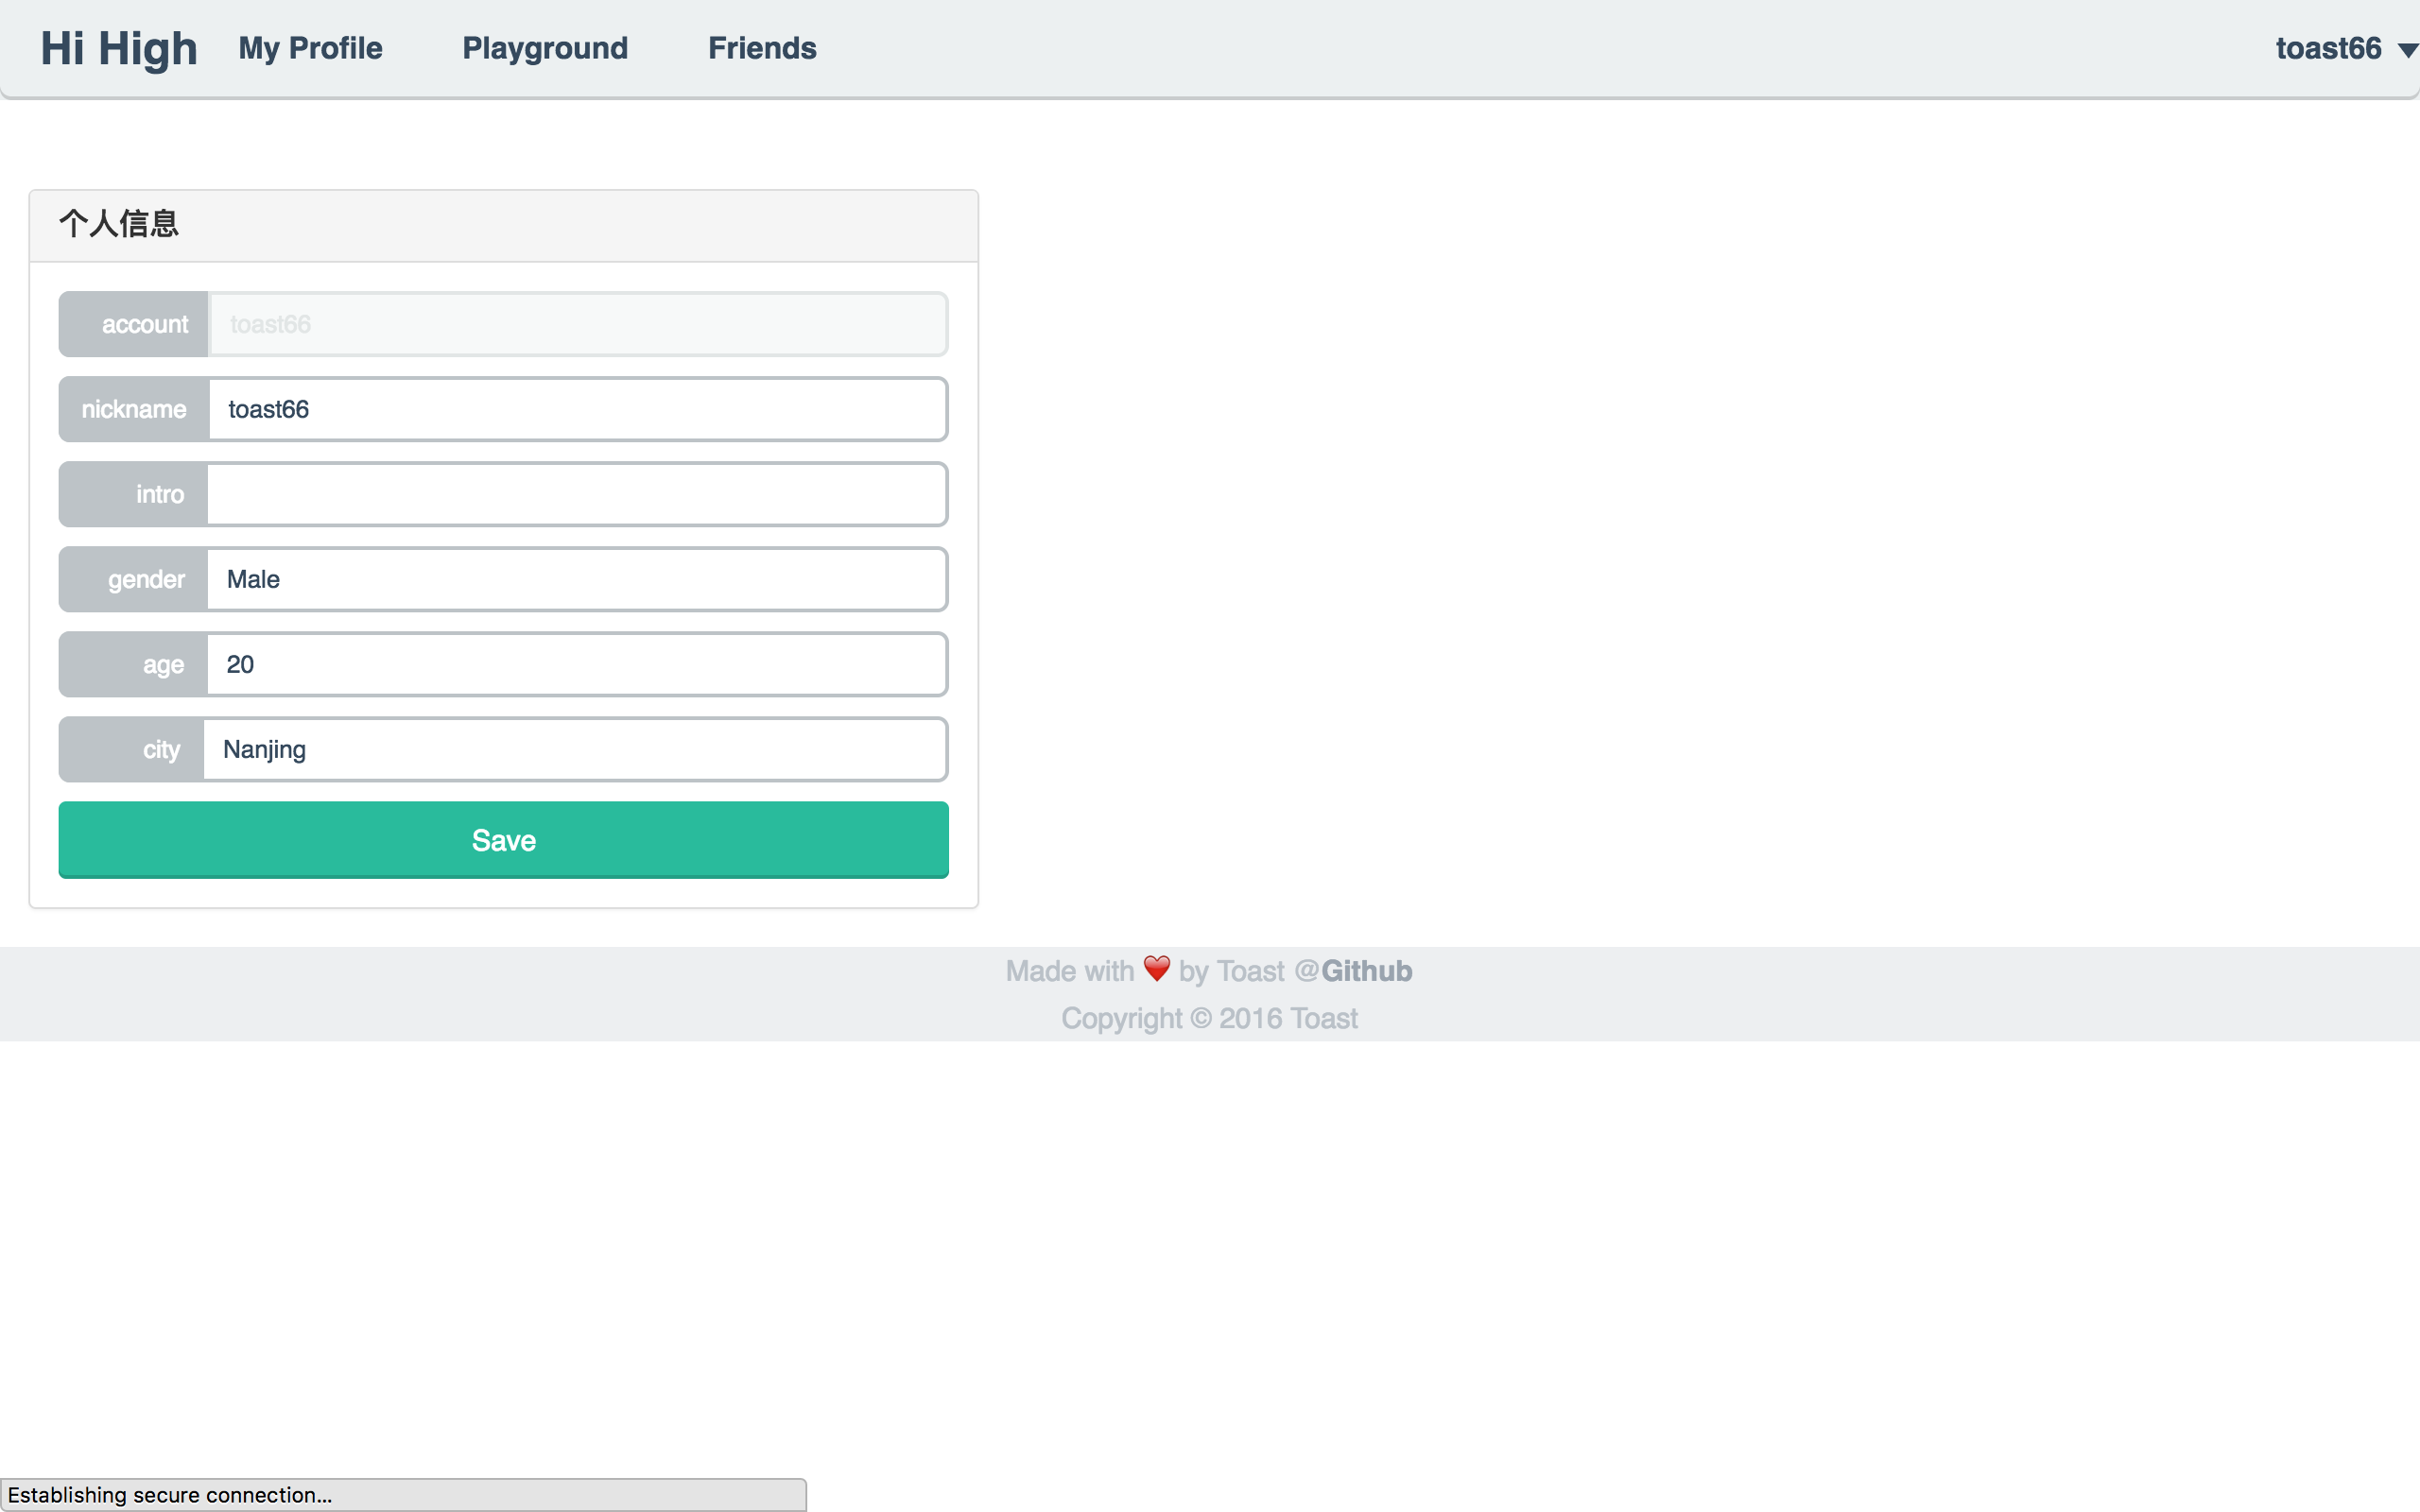 Hi High My Profile Playground Friends toast66
个人信息
account toast66
nickname toast66
intro
gender Male
age 20
city Nanjing
Save
Made with ❤️ by Toast @Github
Copyright © 2016 Toast
Establishing secure connection...